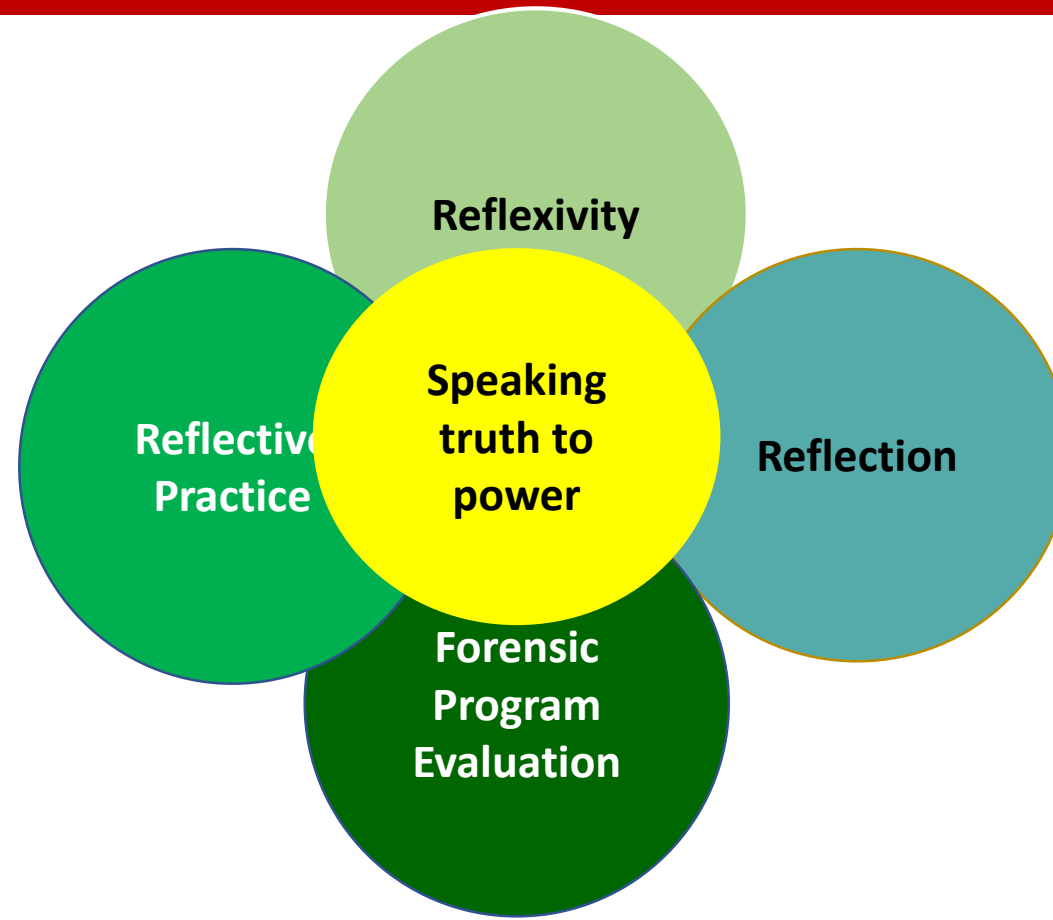 Reflexivity
Speaking
truth to
power
Reflective
Practice
Reflection
Forensic
Program
Evaluation